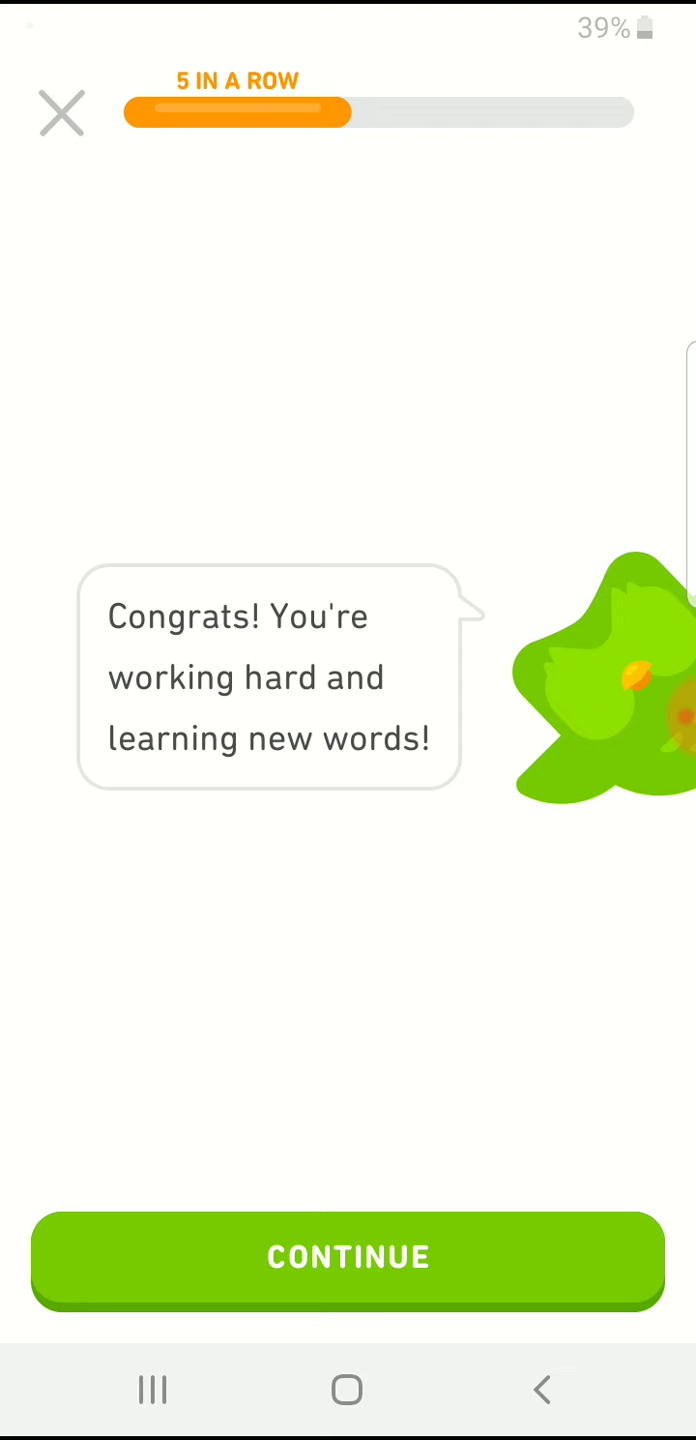 39%
5 IN A ROW
Congrats! You're
working hard and
learning new words!
CONTINUE